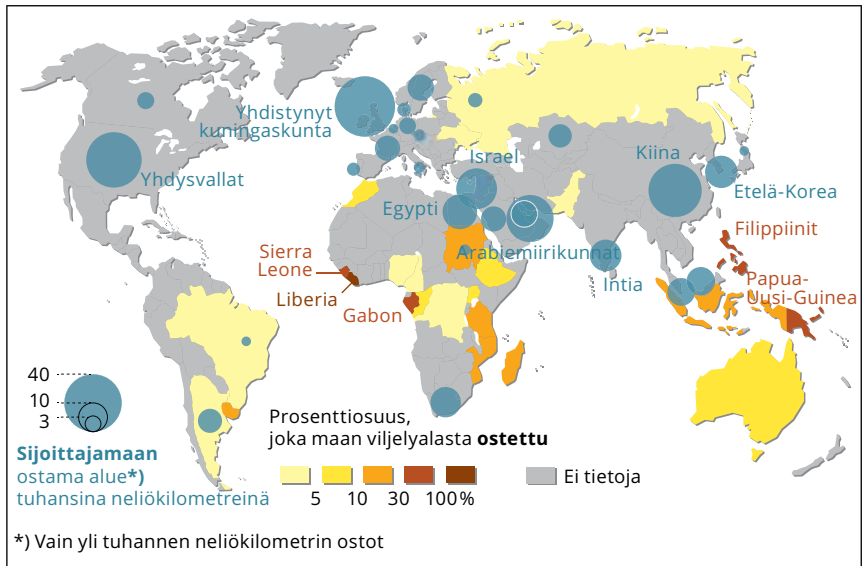 Yhdistynyt
kuningaskunta
Yhdysvallat
Israel
Egypti
Arabiemiirikunnat
Kiina
Etelä-Korea
Intia
Filippiinit
Papua-
Uusi-Guinea
Sierra
Leone
Liberia
Gabon
40
10
3
Sijoittajamaan
ostama alue*)
tuhansina neliökilometreinä
Prosenttiosuus,
joka maan viljelyalasta ostettu
5 10 30 100%
Ei tietoja
*) Vain yli tuhannen neliökilometrin ostot